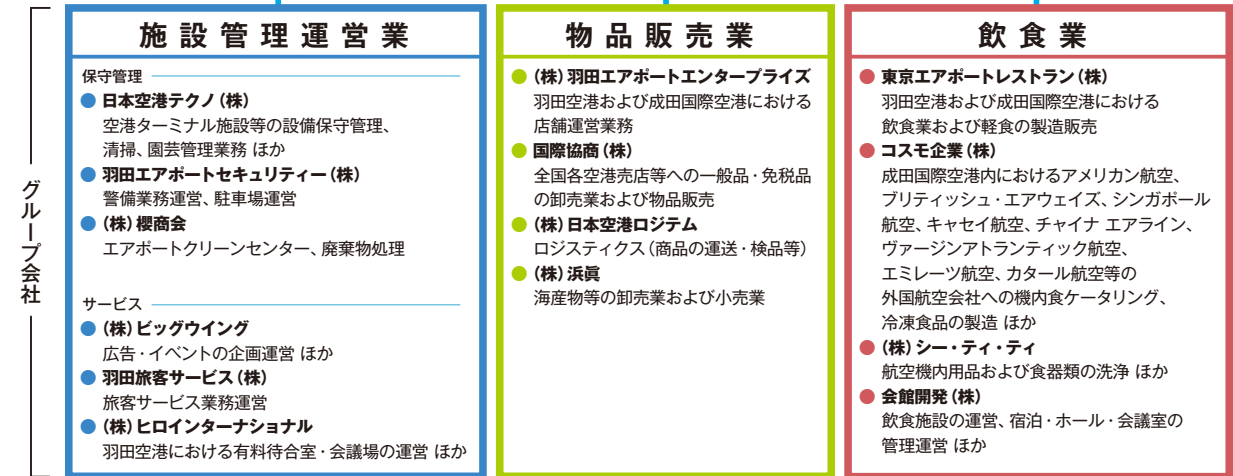 グループ会社
施設管理運営業
保守管理
● 日本空港テクノ(株)
空港ターミナル施設等の設備保守管理、
清掃、園芸管理業務 ほか
● 羽田エアポートセキュリティー(株)
警備業務運営、駐車場運営
● (株)櫻商会
エアポートクリーンセンター、廃棄物処理
サービス
● (株)ビッグウイング
広告・イベントの企画運営 ほか
● 羽田旅客サービス(株)
旅客サービス業務運営
● (株)ヒロインターナショナル
羽田空港における有料待合室・会議場の運営 ほか
物品販売業
● (株)羽田エアポートエンタープライズ
羽田空港および成田国際空港における
店舗運営業務
● 国際協商(株)
全国各空港売店等への一般品・免税品
の卸売業および物品販売
● (株)日本空港ロジテム
ロジスティクス(商品の運送・検品等)
● (株)浜眞
海産物等の卸売業および小売業
飲食業
● 東京エアポートレストラン(株)
羽田空港および成田国際空港における
飲食業および軽食の製造販売
● コスモ企業(株)
成田国際空港内におけるアメリカン航空、
ブリティッシュ・エアウェイズ、シンガポール
航空、キャセイ航空、チャイナ エアライン、
ヴァージンアトランティック航空、
エミレーツ航空、カタール航空等の
外国航空会社への機内食ケータリング、
冷凍食品の製造 ほか
● (株)シー・ティ・ティ
航空機内用品および食器類の洗浄 ほか
● 会館開発(株)
飲食施設の運営、宿泊・ホール・会議室の
管理運営 ほか